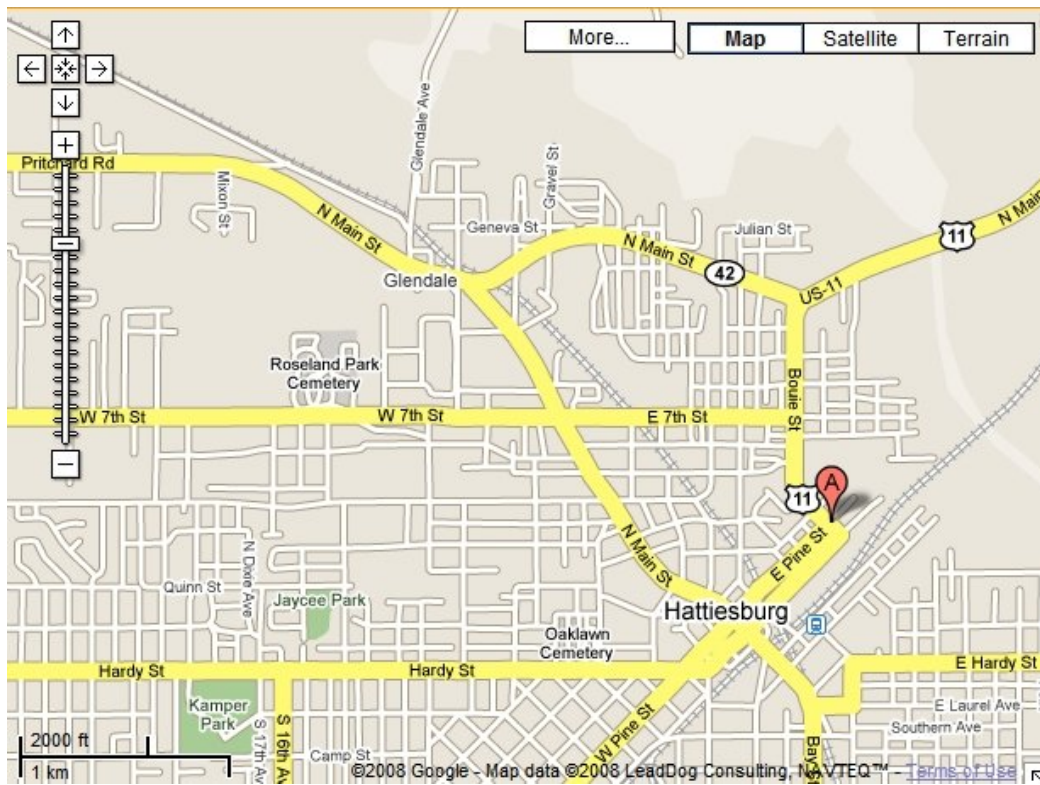 More...
Map
Satellite
Terrain
Pritchard Rd
Mixon St
Glendale Ave
Gravel St
N Main St
Geneva St
N Main St
Julian St
11
N Main
42
US-11
Glendale
Roseland Park
Cemetery
Bouie St
W 7th St
W 7th St
E 7th St
A
11
N Main St
E Pine St
N Dixie Ave
Quinn St
Jaycee Park
Hattiesburg
Oaklawn
Cemetery
Hardy St
Hardy St
E Hardy St
Kamper
Park
S 17th Av
S 16th Av
Camp St
W Pine St
Bay S
E Laurel Ave
Southern Ave
2000 ft
1 km
©2008 Google - Map data ©2008 LeadDog Consulting, NAVTEQ™ - Terms of Use